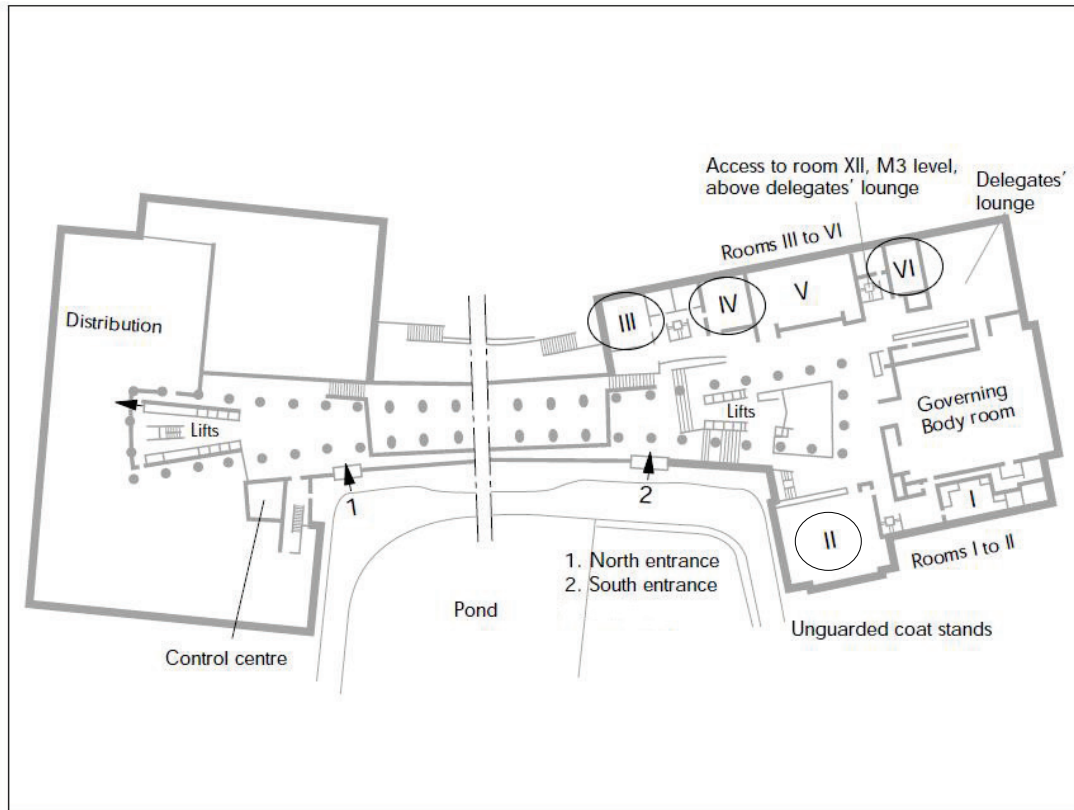 Access to room XII, M3 level,
above delegates' lounge
Delegates'
lounge
Rooms III to VI
VI
V
IV
III
Distribution
Lifts
Lifts
Governing
Body room
1
2
I
II
Rooms I to II
1. North entrance
2. South entrance
Pond
Unguarded coat stands
Control centre